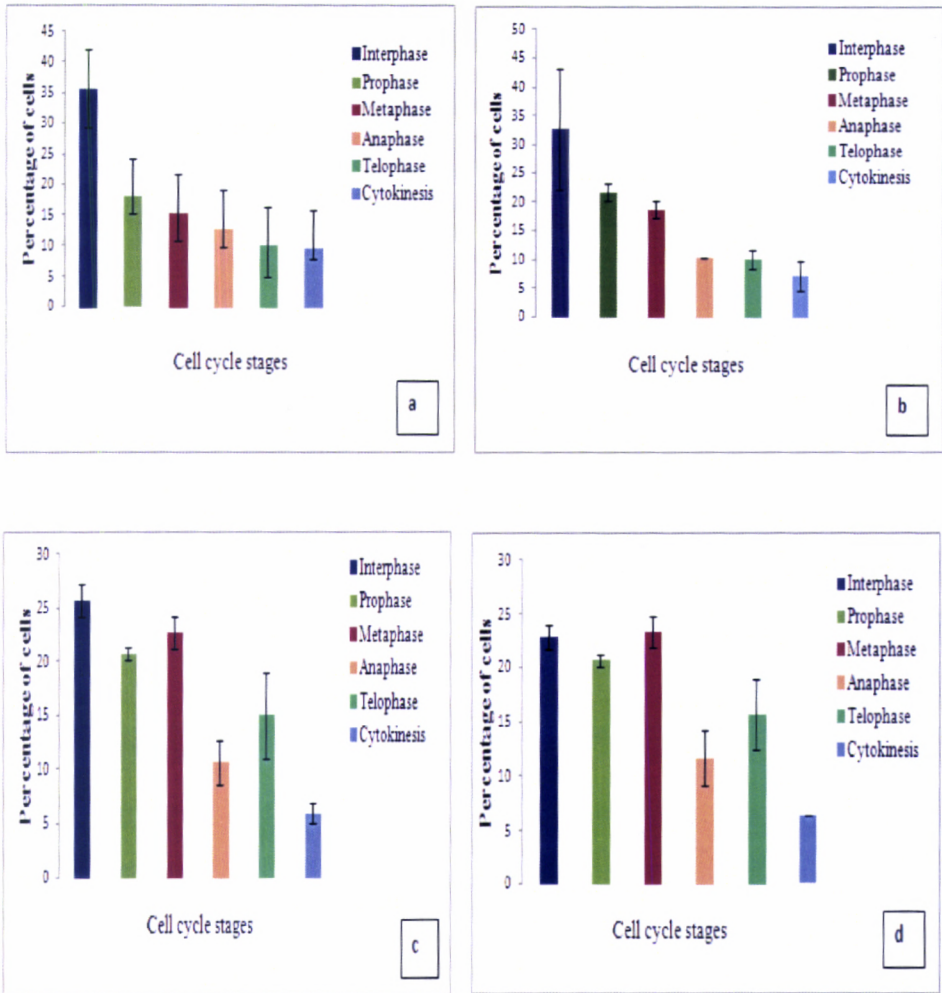 45
40
35
30
25
20
15
10
5
0
Percentage of cells
Interphase
Prophase
Metaphase
Anaphase
Telophase
Cytokinesis
Cell cycle stages
a
50
45
40
35
30
25
20
15
10
5
0
Percentage of cells
Interphase
Prophase
Metaphase
Anaphase
Telophase
Cytokinesis
Cell cycle stages
b
30
25
20
15
10
5
0
Percentage of cells
Interphase
Prophase
Metaphase
Anaphase
Telophase
Cytokinesis
Cell cycle stages
c
30
25
20
15
10
5
0
Percentage of cells
Interphase
Prophase
Metaphase
Anaphase
Telophase
Cytokinesis
Cell cycle stages
d